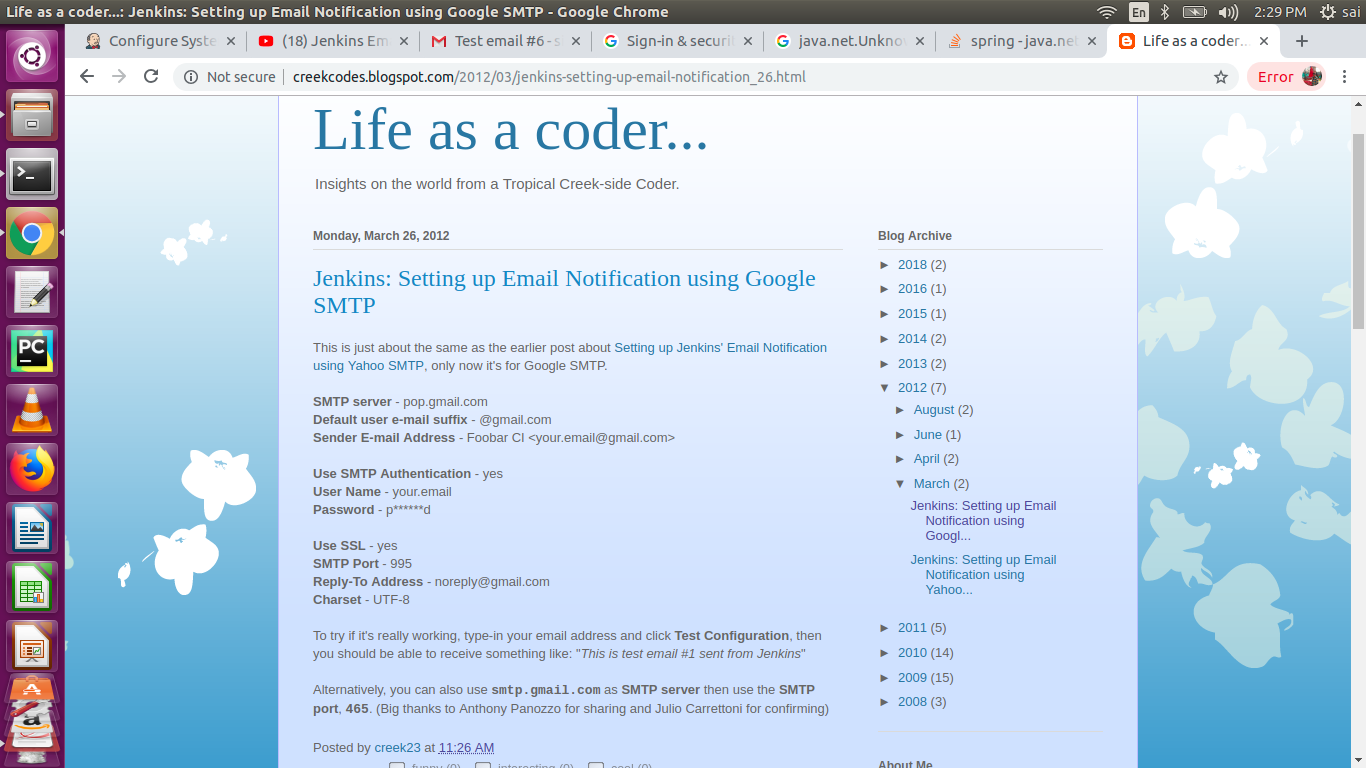 Life as a coder...: Jenkins: Setting up Email Notification using Google SMTP - Google Chrome
En
2:29 PM
sai
Configure Syste
(18) Jenkins Em
Test email #6 - s
Sign-in & securi
java.net.Unkno
spring - java.net
Life as a coder...
Not secure
creekcodes.blogspot.com/2012/03/jenkins-setting-up-email-notification_26.html
Error
Life as a coder...
Insights on the world from a Tropical Creek-side Coder.
Monday, March 26, 2012
Jenkins: Setting up Email Notification using Google
SMTP
This is just about the same as the earlier post about Setting up Jenkins' Email Notification
using Yahoo SMTP, only now it's for Google SMTP.
SMTP server - pop.gmail.com
Default user e-mail suffix - @gmail.com
Sender E-mail Address - Foobar CI <your.email@gmail.com>
Use SMTP Authentication - yes
User Name - your.email
Password - p******d
Use SSL - yes
SMTP Port - 995
Reply-To Address - noreply@gmail.com
Charset - UTF-8
To try if it's really working, type-in your email address and click Test Configuration, then
you should be able to receive something like: "This is test email #1 sent from Jenkins"
Alternatively, you can also use smtp.gmail.com as SMTP server then use the SMTP
port, 465. (Big thanks to Anthony Panozzo for sharing and Julio Carrettoni for confirming)
Posted by creek23 at 11:26 AM
funny (0) interesting (0) cool (0)
Blog Archive
► 2018 (2)
► 2016 (1)
► 2015 (1)
► 2014 (2)
► 2013 (2)
▼ 2012 (7)
► August (2)
► June (1)
► April (2)
▼ March (2)
Jenkins: Setting up Email
Notification using
Googl...
Jenkins: Setting up Email
Notification using
Yahoo...
► 2011 (5)
► 2010 (14)
► 2009 (15)
► 2008 (3)
About Me
PC